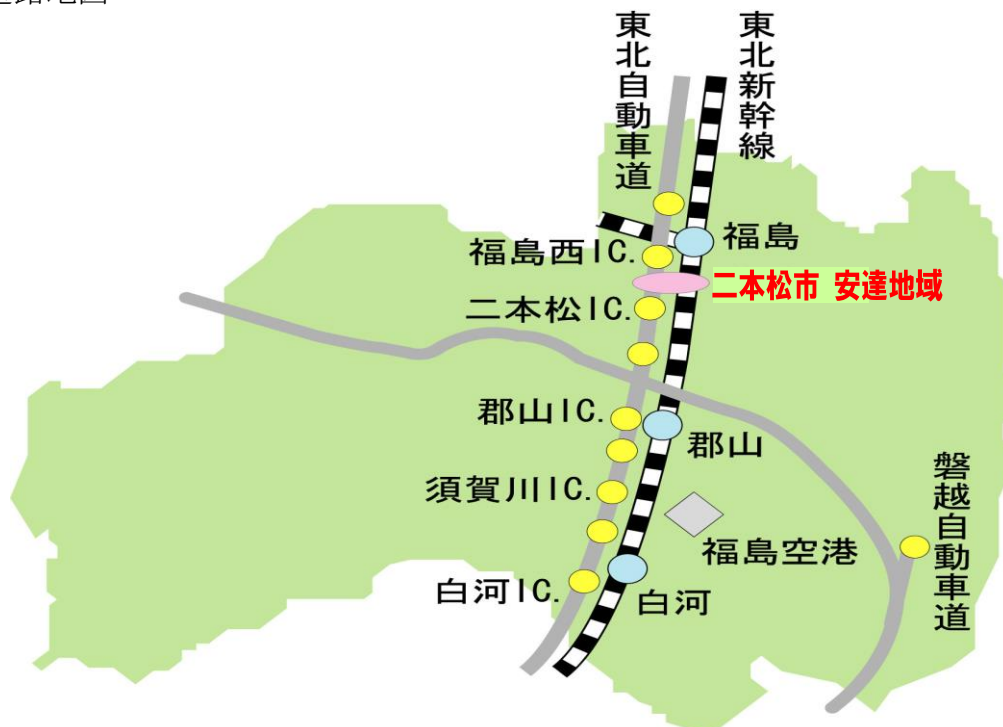 東北自動車道
東北新幹線
福島
福島西IC.
二本松市 安達地域
二本松IC.
郡山IC.
郡山
須賀川IC.
磐越自動車道
福島空港
白河IC.
白河